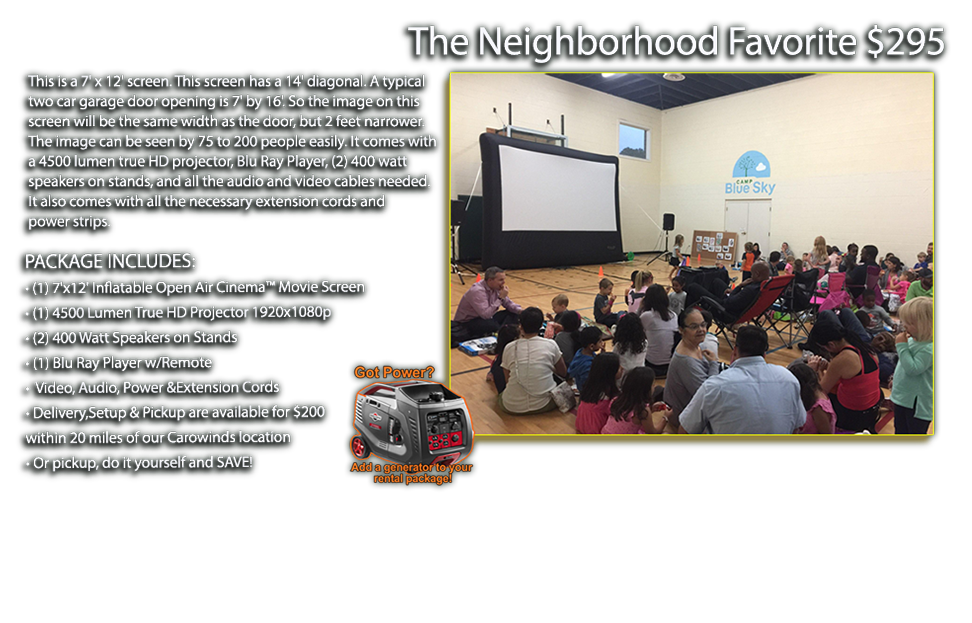 The Neighborhood Favorite $295
This is a 7' x 12' screen. This screen has a 14' diagonal. A typical
two car garage door opening is 7' by 16'. So the image on this
screen will be the same width as the door, but 2 feet narrower.
The image can be seen by 75 to 200 people easily. It comes with
a 4500 lumen true HD projector, Blu Ray Player, (2) 400 watt
speakers on stands, and all the audio and video cables needed.
It also comes with all the necessary extension cords and
power strips.
PACKAGE INCLUDES:
• (1) 7'x12' Inflatable Open Air Cinema™ Movie Screen
• (1) 4500 Lumen True HD Projector 1920x1080p
• (2) 400 Watt Speakers on Stands
• (1) Blu Ray Player w/Remote
• Video, Audio, Power &Extension Cords
• Delivery,Setup & Pickup are available for $200
within 20 miles of our Carowinds location
• Or pickup, do it yourself and SAVE!
Got Power?
Add a generator to your
rental package!
CAMP
Blue Sky